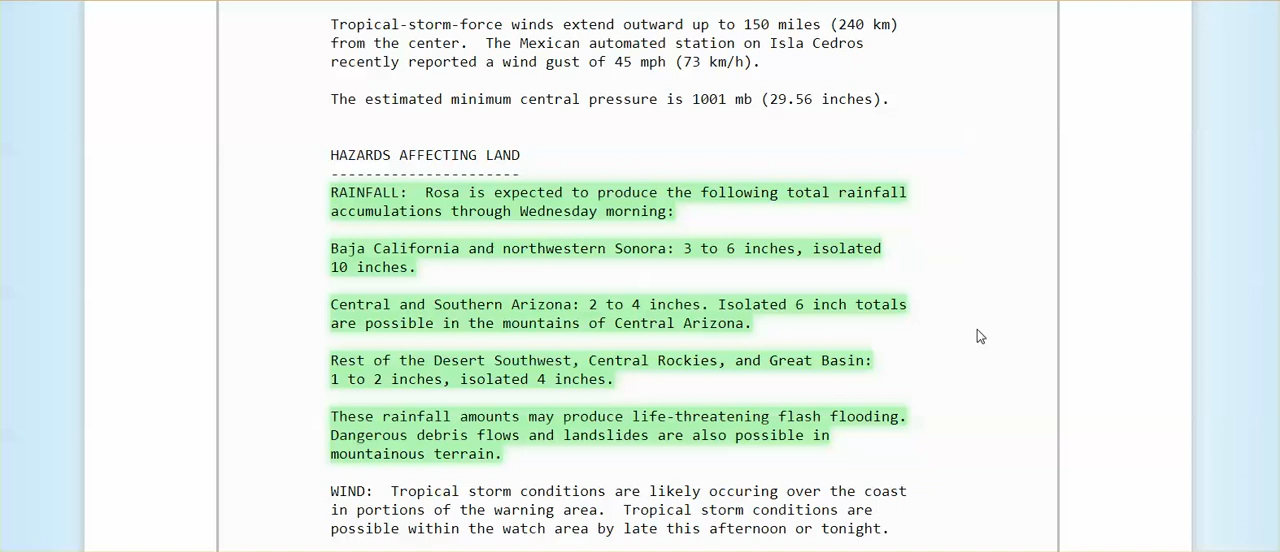 Tropical-storm-force winds extend outward up to 150 miles (240 km)
from the center.  The Mexican automated station on Isla Cedros
recently reported a wind gust of 45 mph (73 km/h).
The estimated minimum central pressure is 1001 mb (29.56 inches).
HAZARDS AFFECTING LAND
----------------------
RAINFALL:  Rosa is expected to produce the following total rainfall
accumulations through Wednesday morning:
Baja California and northwestern Sonora: 3 to 6 inches, isolated
10 inches.
Central and Southern Arizona: 2 to 4 inches. Isolated 6 inch totals
are possible in the mountains of Central Arizona.
Rest of the Desert Southwest, Central Rockies, and Great Basin:
1 to 2 inches, isolated 4 inches.
These rainfall amounts may produce life-threatening flash flooding.
Dangerous debris flows and landslides are also possible in
mountainous terrain.
WIND:  Tropical storm conditions are likely occuring over the coast
in portions of the warning area.  Tropical storm conditions are
possible within the watch area by late this afternoon or tonight.